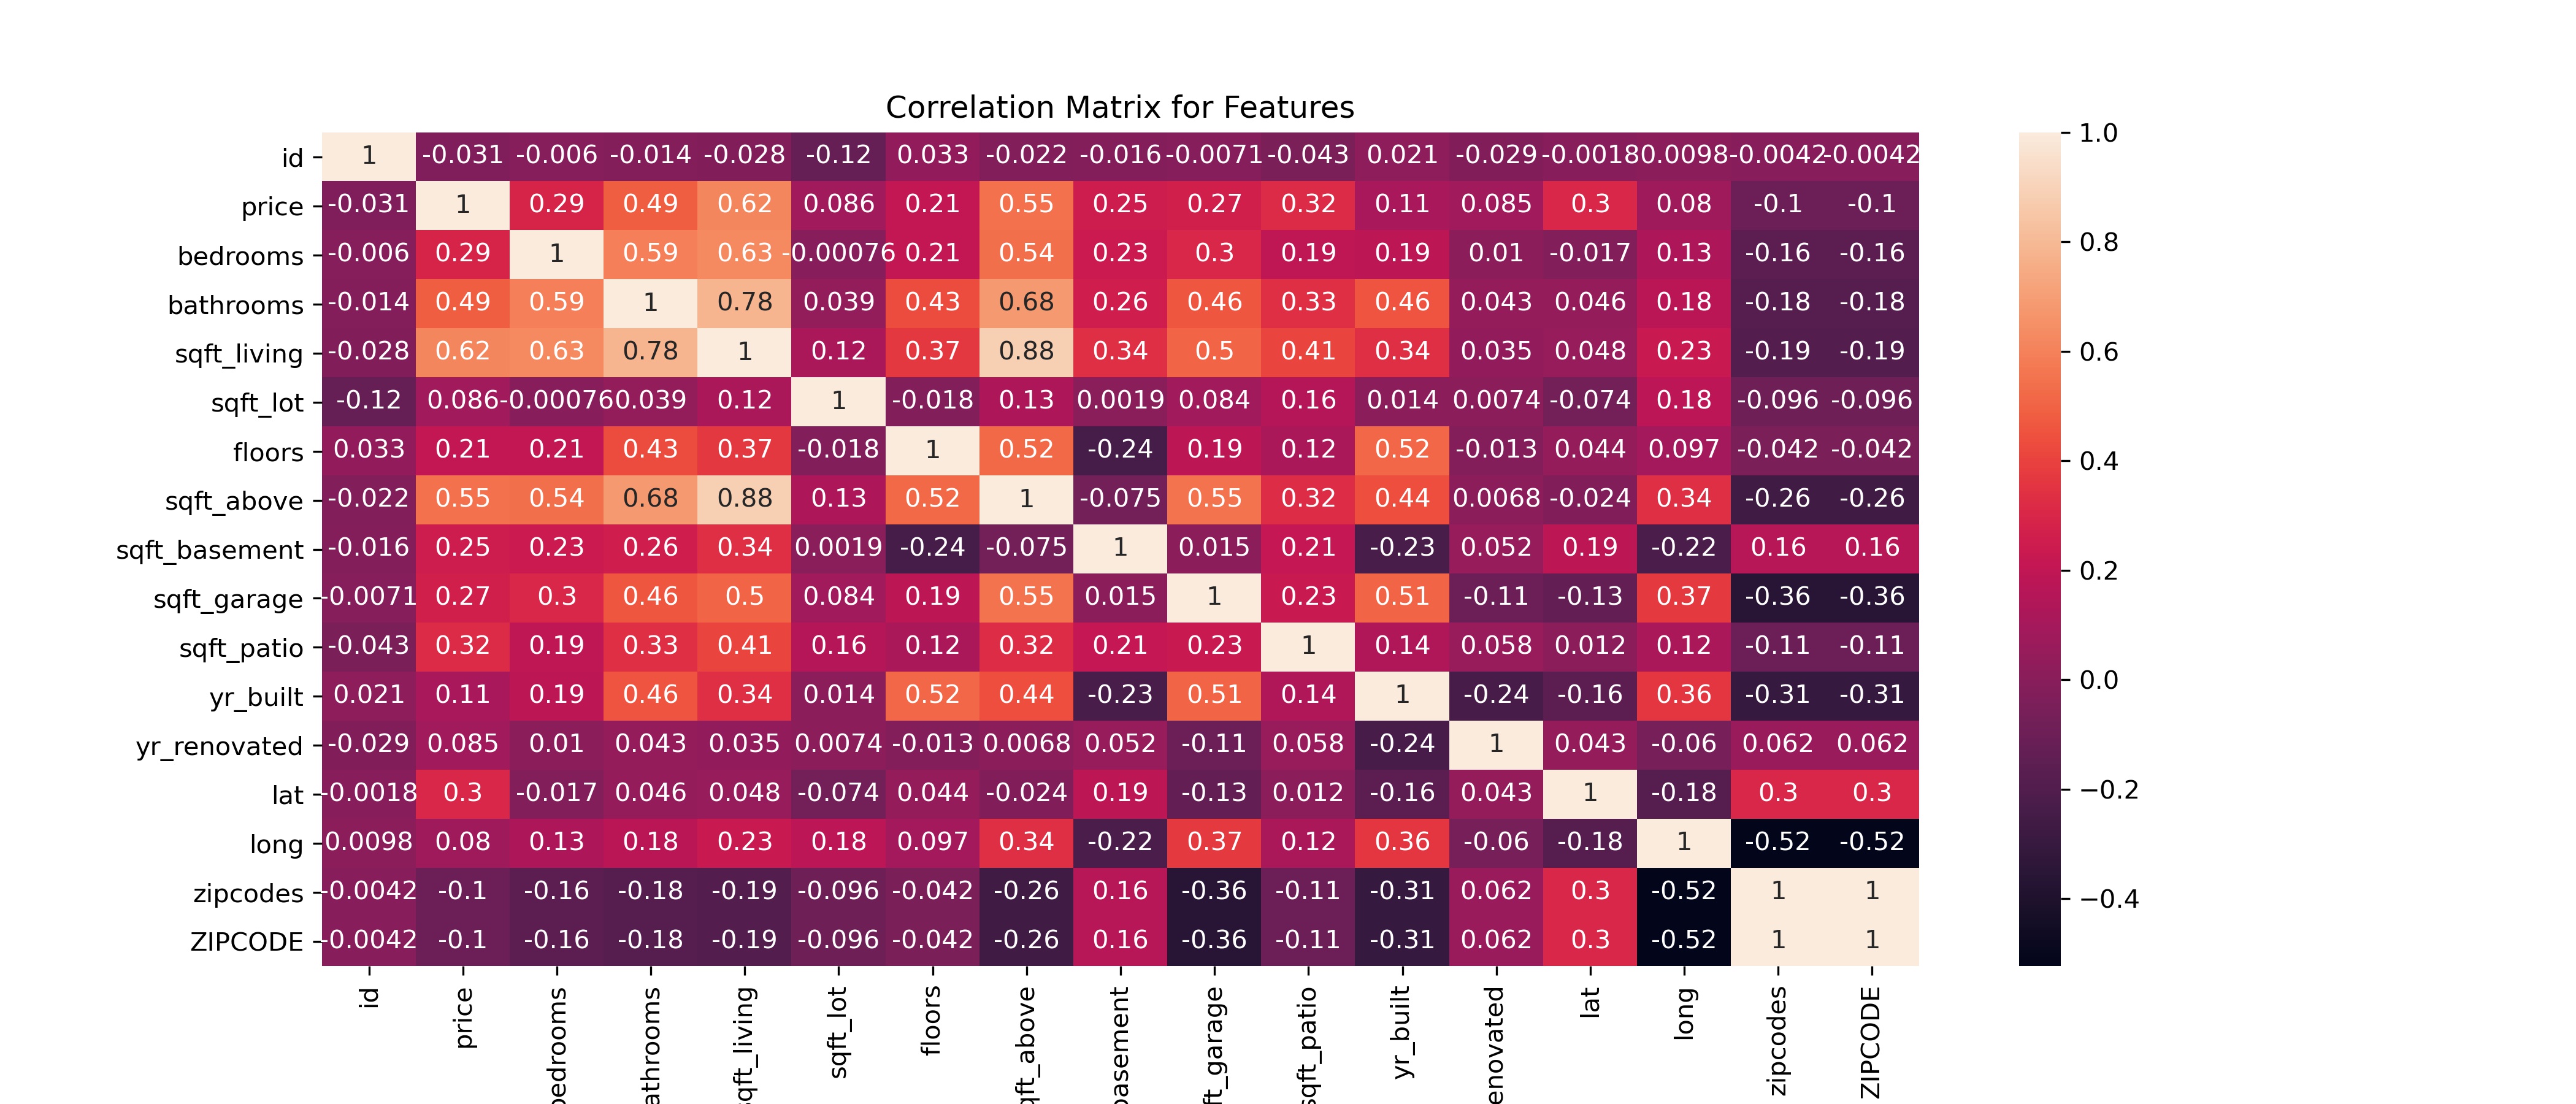 Correlation Matrix for Features
id 1 -0.031 -0.006 -0.014 -0.028 -0.12 0.033 -0.022 -0.016 -0.0071 -0.043 0.021 -0.029 -0.0018 0.0098 -0.0042 -0.0042
price -0.031 1 0.29 0.49 0.62 0.086 0.21 0.55 0.25 0.27 0.32 0.11 0.085 0.3 0.08 -0.1 -0.1
bedrooms -0.006 0.29 1 0.59 0.63 -0.00076 0.21 0.54 0.23 0.3 0.19 0.19 0.01 -0.017 0.13 -0.16 -0.16
bathrooms -0.014 0.49 0.59 1 0.78 0.039 0.43 0.68 0.26 0.46 0.33 0.46 0.043 0.046 0.18 -0.18 -0.18
sqft_living -0.028 0.62 0.63 0.78 1 0.12 0.37 0.88 0.34 0.5 0.41 0.34 0.035 0.048 0.23 -0.19 -0.19
sqft_lot -0.12 0.086 -0.00076 0.039 0.12 1 -0.018 0.13 0.0019 0.084 0.16 0.014 0.0074 -0.074 0.18 -0.096 -0.096
floors 0.033 0.21 0.21 0.43 0.37 -0.018 1 0.52 -0.24 0.19 0.12 0.52 -0.013 0.044 0.097 -0.042 -0.042
sqft_above -0.022 0.55 0.54 0.68 0.88 0.13 0.52 1 -0.075 0.55 0.32 0.44 0.0068 -0.024 0.34 -0.26 -0.26
sqft_basement -0.016 0.25 0.23 0.26 0.34 0.0019 -0.24 -0.075 1 0.015 0.21 -0.23 0.052 0.19 -0.22 0.16 0.16
sqft_garage -0.0071 0.27 0.3 0.46 0.5 0.084 0.19 0.55 0.015 1 0.23 0.51 -0.11 -0.13 0.37 -0.36 -0.36
sqft_patio -0.043 0.32 0.19 0.33 0.41 0.16 0.12 0.32 0.21 0.23 1 0.14 0.058 0.012 0.12 -0.11 -0.11
yr_built 0.021 0.11 0.19 0.46 0.34 0.014 0.52 0.44 -0.23 0.51 0.14 1 -0.24 -0.16 0.36 -0.31 -0.31
yr_renovated -0.029 0.085 0.01 0.043 0.035 0.0074 -0.013 0.0068 0.052 -0.11 0.058 -0.24 1 0.043 -0.06 0.062 0.062
lat -0.0018 0.3 -0.017 0.046 0.048 -0.074 0.044 -0.024 0.19 -0.13 0.012 -0.16 0.043 1 -0.18 0.3 0.3
long 0.0098 0.08 0.13 0.18 0.23 0.18 0.097 0.34 -0.22 0.37 0.12 0.36 -0.06 -0.18 1 -0.52 -0.52
zipcodes -0.0042 -0.1 -0.16 -0.18 -0.19 -0.096 -0.042 -0.26 0.16 -0.36 -0.11 -0.31 0.062 0.3 -0.52 1 1
ZIPCODE -0.0042 -0.1 -0.16 -0.18 -0.19 -0.096 -0.042 -0.26 0.16 -0.36 -0.11 -0.31 0.062 0.3 -0.52 1 1
id
price
bedrooms
athrooms
sqft_living
sqft_lot
floors
qft_above
basement
ft_garage
sqft_patio
yr_built
enovated
lat
long
zipcodes
ZIPCODE
1.0
0.8
0.6
0.4
0.2
0.0
−0.2
−0.4